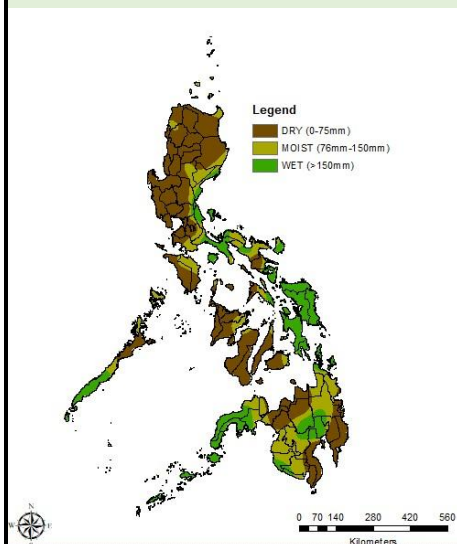 Legend
DRY (0-75mm)
MOIST (76mm-150mm)
WET (>150mm)
N
W
E
S
0 70 140 280 420 560
Kilometers